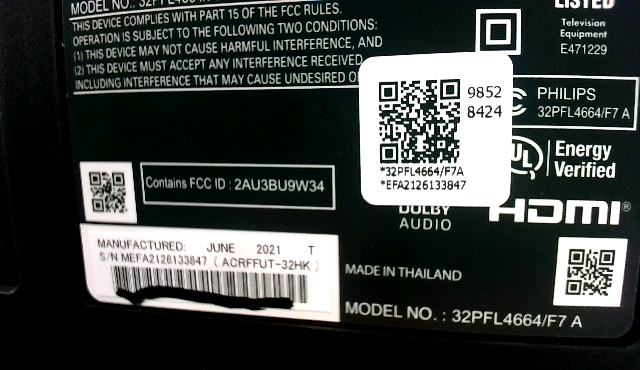 MODEL NO.: 32PFL4664/F7 A
THIS DEVICE COMPLIES WITH PART 15 OF THE FCC RULES.
OPERATION IS SUBJECT TO THE FOLLOWING TWO CONDITIONS:
(1) THIS DEVICE MAY NOT CAUSE HARMFUL INTERFERENCE, AND
(2) THIS DEVICE MUST ACCEPT ANY INTERFERENCE RECEIVED,
INCLUDING INTERFERENCE THAT MAY CAUSE UNDESIRED
LISTED
Television
Equipment
E471229
9852
8424
*32PFL4664/F7A
*EFA2126133847
PHILIPS
32PFL4664/F7 A
UL
Energy
Verified
Contains FCC ID : 2AU3BU9W34
DOLBY
AUDIO
HDMI®
MANUFACTURED: JUNE 2021 T
S/N MEFA2126133847 ( ACRFFUT-32HK )
MADE IN THAILAND
MODEL NO. : 32PFL4664/F7 A